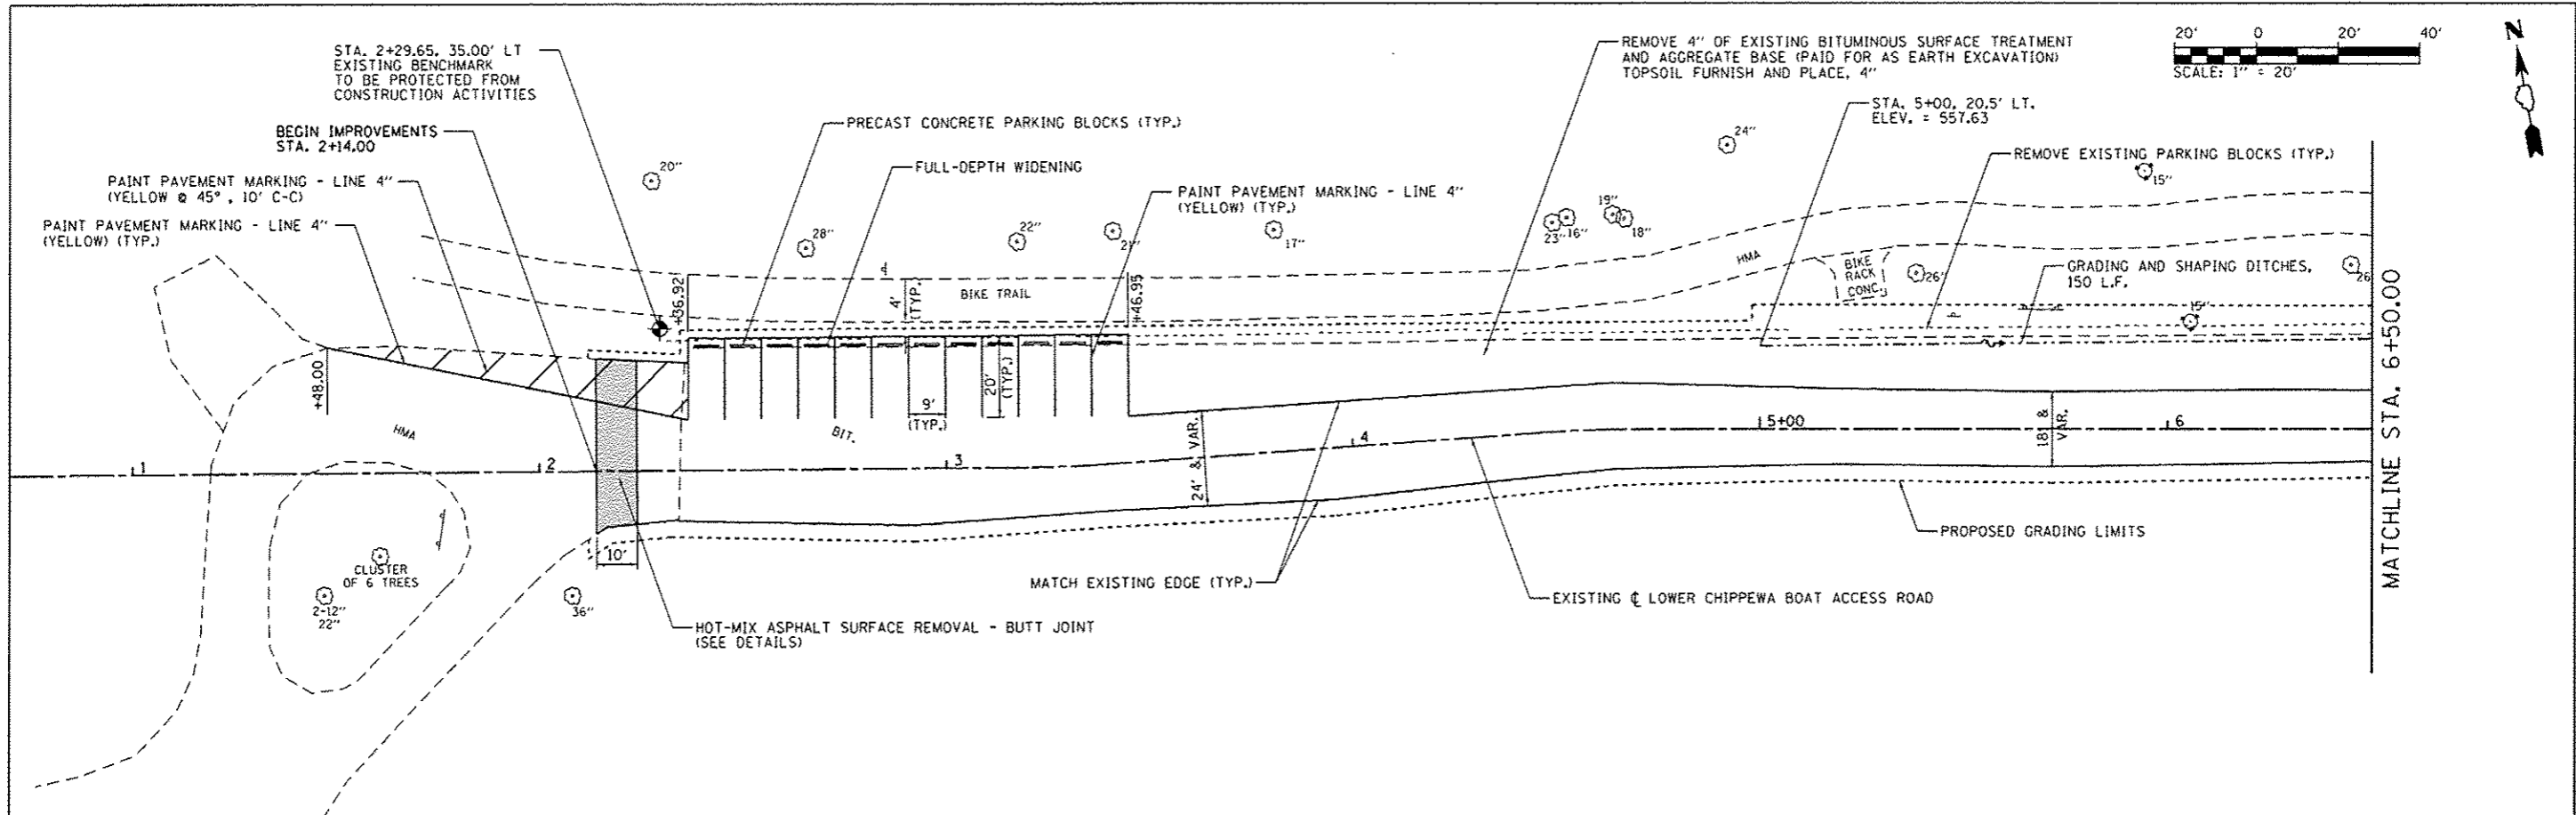 STA. 2+29.65, 35.00' LT
EXISTING BENCHMARK
TO BE PROTECTED FROM
CONSTRUCTION ACTIVITIES
BEGIN IMPROVEMENTS
STA. 2+14.00
PAINT PAVEMENT MARKING - LINE 4"
(YELLOW @ 45°, 10' C-C)
PAINT PAVEMENT MARKING - LINE 4"
(YELLOW) (TYP.)
PRECAST CONCRETE PARKING BLOCKS (TYP.)
FULL-DEPTH WIDENING
PAINT PAVEMENT MARKING - LINE 4"
(YELLOW) (TYP.)
REMOVE 4" OF EXISTING BITUMINOUS SURFACE TREATMENT
AND AGGREGATE BASE (PAID FOR AS EARTH EXCAVATION)
TOPSOIL FURNISH AND PLACE, 4"
STA. 5+00, 20.5' LT.
ELEV. = 557.63
REMOVE EXISTING PARKING BLOCKS (TYP.)
GRADING AND SHAPING DITCHES,
150 L.F.
20' 0 20' 40'
SCALE: 1" = 20'
N
20"
28"
22"
21"
17"
23"
16"
19"
18"
24"
15"
26"
15"
26
+36.92
+46.95
4'
(TYP.)
BIKE TRAIL
HMA
BIKE
RACK
CONC.
+48.00
HMA
BIT.
9'
(TYP.)
20'
(TYP.)
24' & VAR.
18' &
VAR.
1
2
3
4
5+00
6
10'
CLUSTER
OF 6 TREES
2-12"
22"
36"
HOT-MIX ASPHALT SURFACE REMOVAL - BUTT JOINT
(SEE DETAILS)
MATCH EXISTING EDGE (TYP.)
EXISTING ℄ LOWER CHIPPEWA BOAT ACCESS ROAD
PROPOSED GRADING LIMITS
MATCHLINE STA. 6+50.00